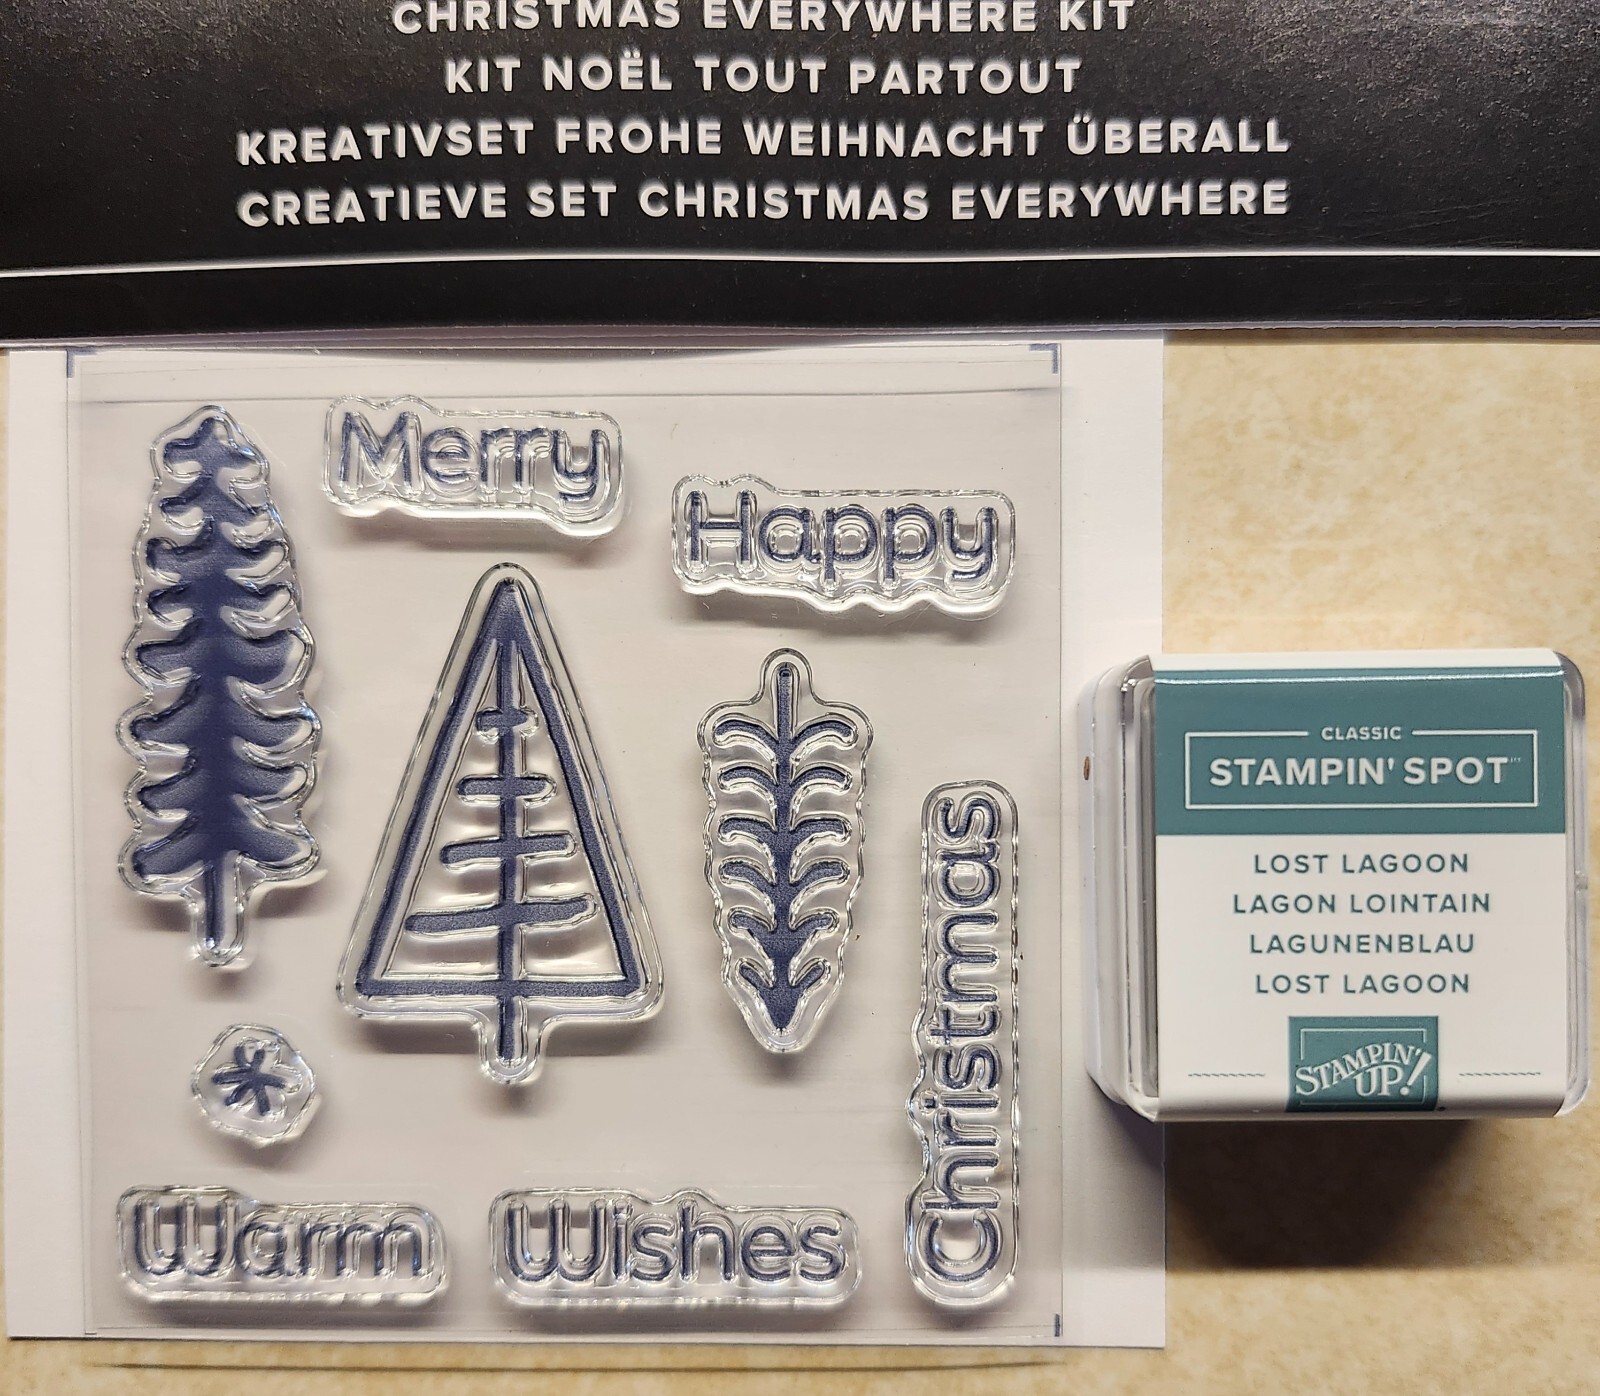 CHRISTMAS EVERYWHERE KIT
KIT NOËL TOUT PARTOUT
KREATIVSET FROHE WEIHNACHT ÜBERALL
CREATIEVE SET CHRISTMAS EVERYWHERE
Merry
Happy
Christmas
Warm
Wishes
CLASSIC
STAMPIN' SPOT™
LOST LAGOON
LAGON LOINTAIN
LAGUNENBLAU
LOST LAGOON
STAMPIN'
UP!